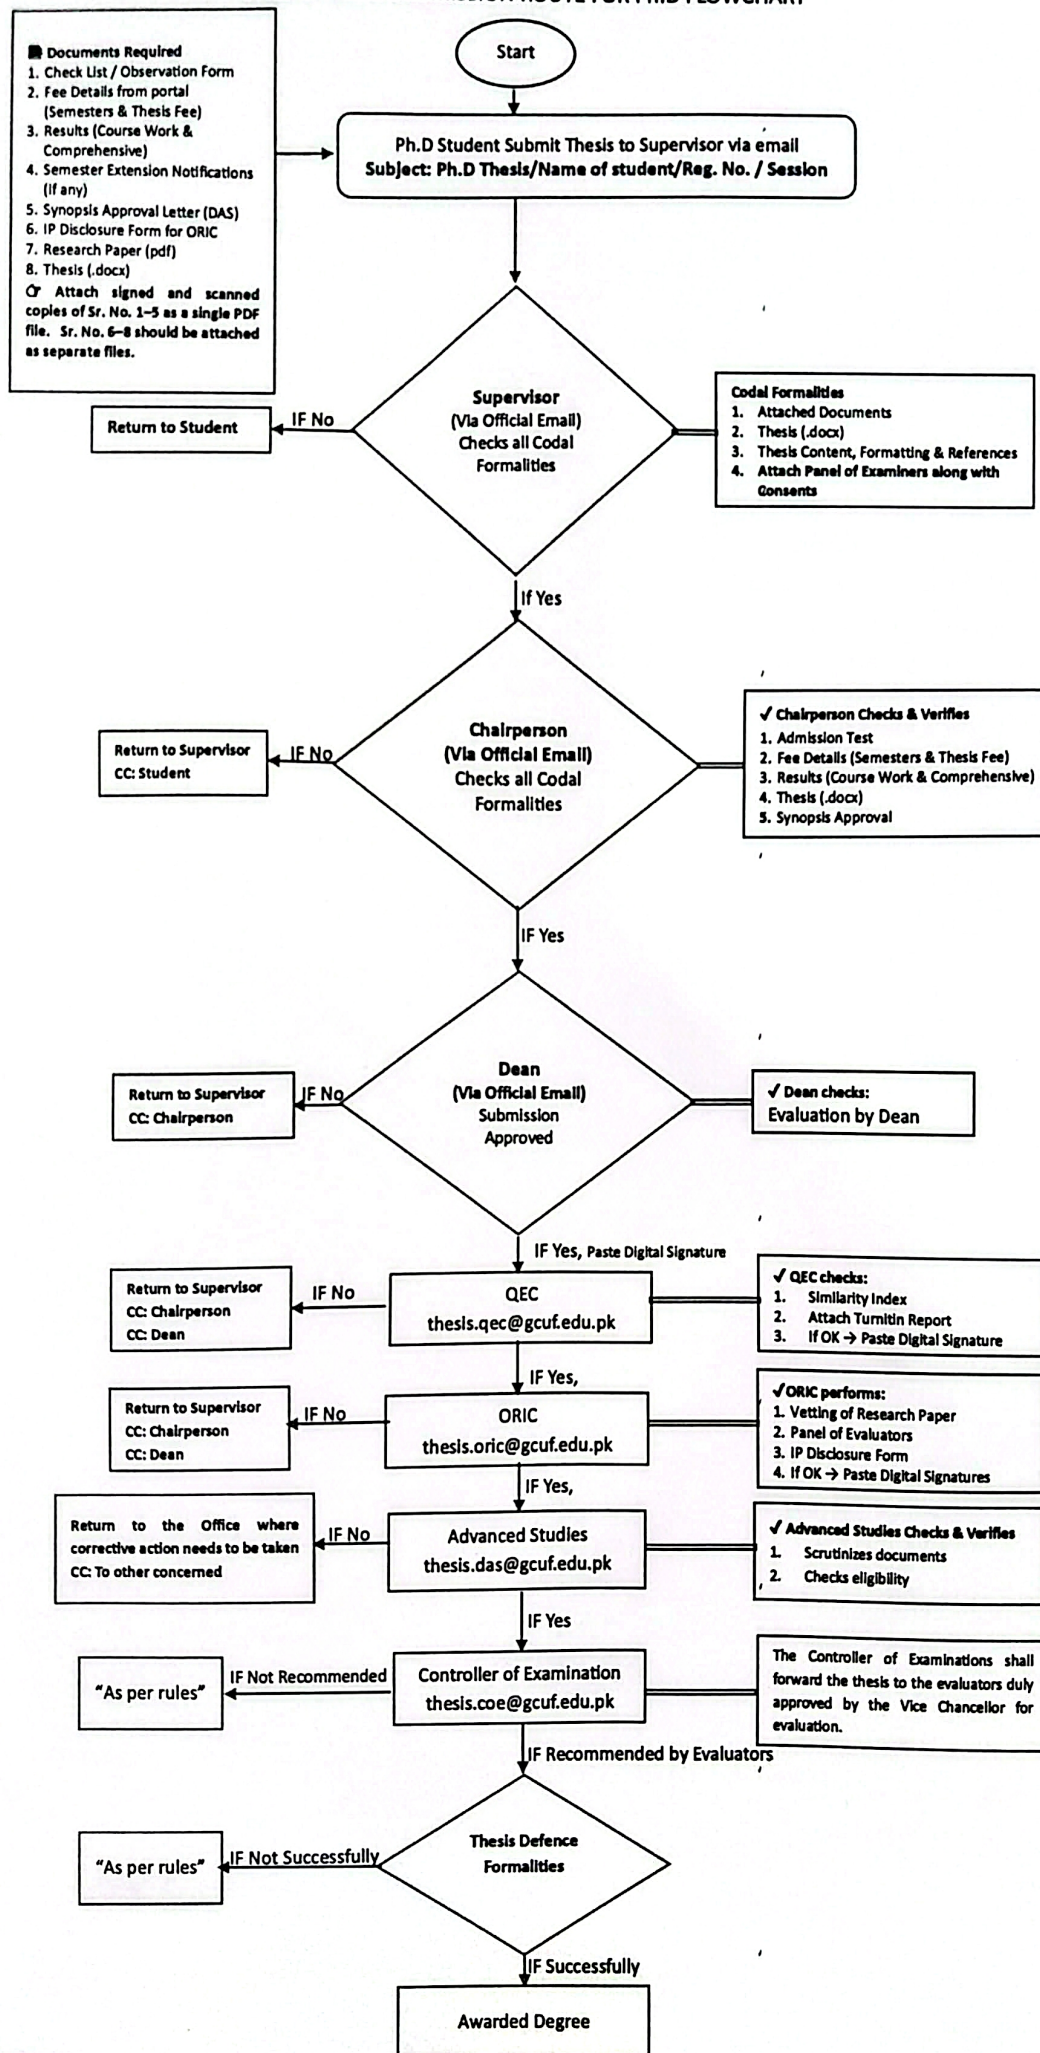 ROUTE FOR PH.D FLOWCHART
Start
Documents Required
1. Check List / Observation Form
2. Fee Details from portal
(Semesters & Thesis Fee)
3. Results (Course Work &
Comprehensive)
4. Semester Extension Notifications
(if any)
5. Synopsis Approval Letter (DAS)
6. IP Disclosure Form for ORIC
7. Research Paper (pdf)
8. Thesis (.docx)
☞ Attach signed and scanned
copies of Sr. No. 1–5 as a single PDF
file. Sr. No. 6–8 should be attached
as separate files.
Ph.D Student Submit Thesis to Supervisor via email
Subject: Ph.D Thesis/Name of student/Reg. No. / Session
Supervisor
(Via Official Email)
Checks all Codal
Formalities
IF No
Return to Student
Codal Formalities
1. Attached Documents
2. Thesis (.docx)
3. Thesis Content, Formatting & References
4. Attach Panel of Examiners along with
Consents
If Yes
Chairperson
(Via Official Email)
Checks all Codal
Formalities
IF No
Return to Supervisor
CC: Student
✓ Chairperson Checks & Verifies
1. Admission Test
2. Fee Details (Semesters & Thesis Fee)
3. Results (Course Work & Comprehensive)
4. Thesis (.docx)
5. Synopsis Approval
IF Yes
Dean
(Via Official Email)
Submission
Approved
IF No
Return to Supervisor
CC: Chairperson
✓ Dean checks:
Evaluation by Dean
IF Yes, Paste Digital Signature
QEC
thesis.qec@gcuf.edu.pk
IF No
Return to Supervisor
CC: Chairperson
CC: Dean
✓ QEC checks:
1. Similarity Index
2. Attach Turnitin Report
3. If OK → Paste Digital Signature
IF Yes,
ORIC
thesis.oric@gcuf.edu.pk
IF No
Return to Supervisor
CC: Chairperson
CC: Dean
✓ORIC performs:
1. Vetting of Research Paper
2. Panel of Evaluators
3. IP Disclosure Form
4. If OK → Paste Digital Signatures
IF Yes,
Advanced Studies
thesis.das@gcuf.edu.pk
IF No
Return to the Office where
corrective action needs to be taken
CC: To other concerned
✓ Advanced Studies Checks & Verifies
1. Scrutinizes documents
2. Checks eligibility
IF Yes
Controller of Examination
thesis.coe@gcuf.edu.pk
IF Not Recommended
"As per rules"
The Controller of Examinations shall
forward the thesis to the evaluators duly
approved by the Vice Chancellor for
evaluation.
IF Recommended by Evaluators
Thesis Defence
Formalities
IF Not Successfully
"As per rules"
IF Successfully
Awarded Degree